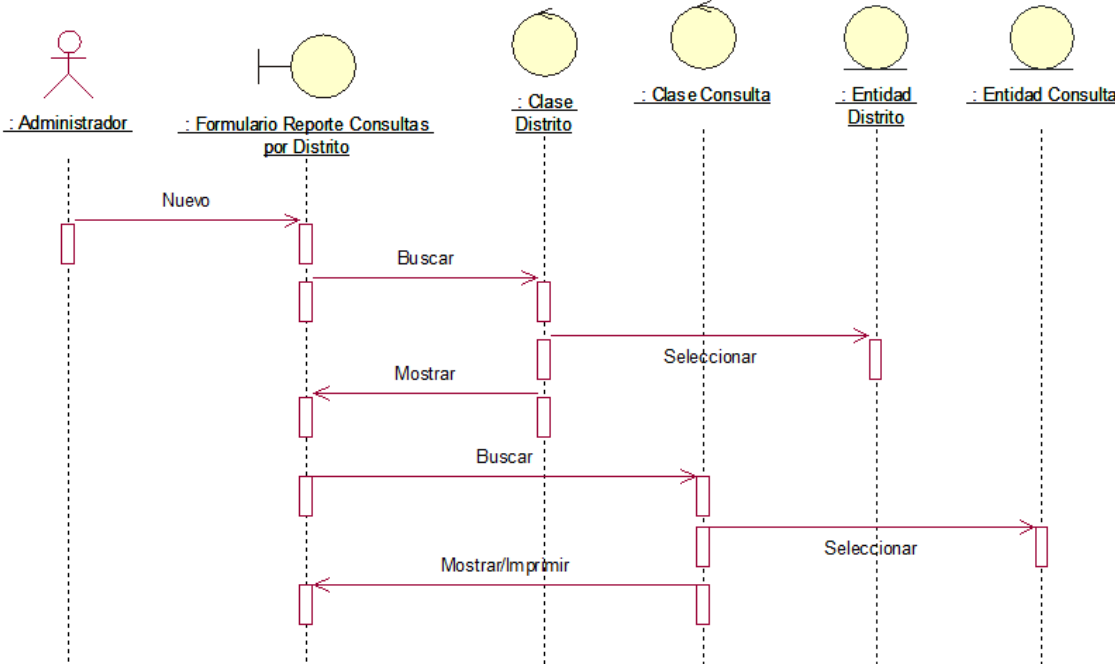 : Administrador
: Formulario Reporte Consultas
por Distrito
: Clase
Distrito
: Clase Consulta
: Entidad
Distrito
: Entidad Consulta
Nuevo
Buscar
Seleccionar
Mostrar
Buscar
Seleccionar
Mostrar/Imprimir